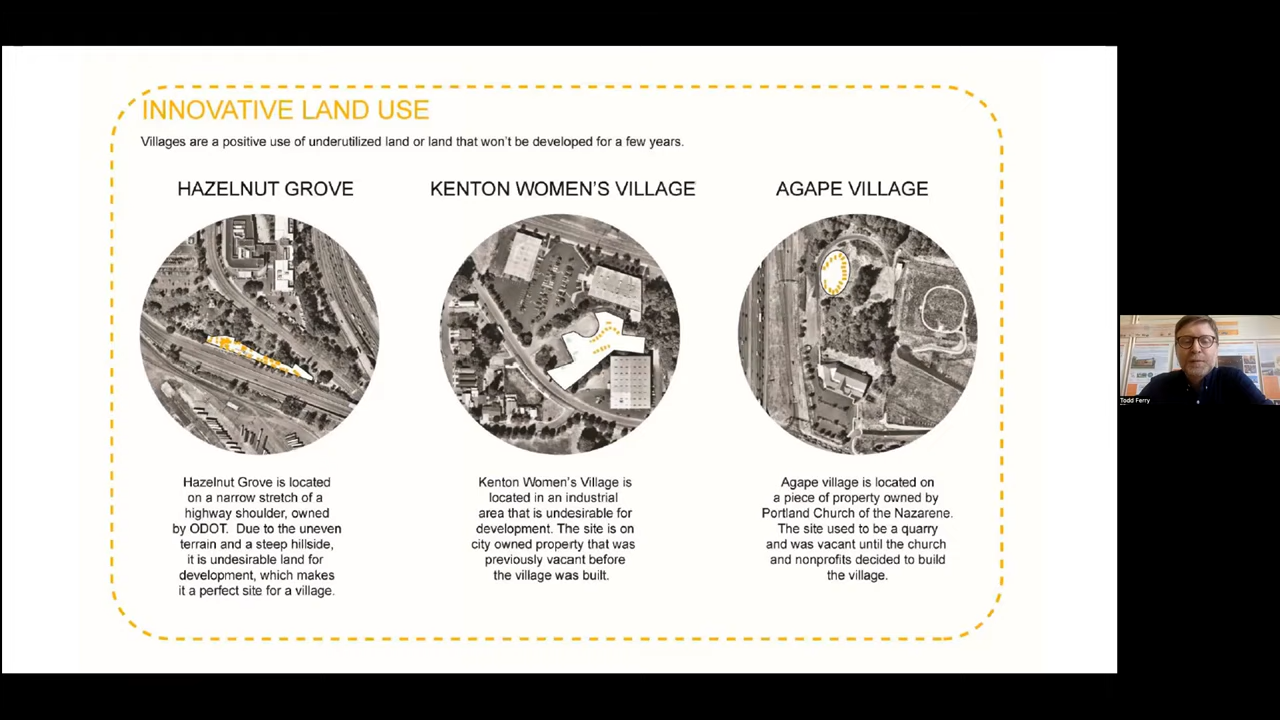 INNOVATIVE LAND USE
Villages are a positive use of underutilized land or land that won't be developed for a few years.
HAZELNUT GROVE
Hazelnut Grove is located
on a narrow stretch of a
highway shoulder, owned
by ODOT. Due to the uneven
terrain and a steep hillside,
it is undesirable land for
development, which makes
it a perfect site for a village.
KENTON WOMEN'S VILLAGE
Kenton Women's Village is
located in an industrial
area that is undesirable for
development. The site is on
city owned property that was
previously vacant before
the village was built.
AGAPE VILLAGE
Agape village is located on
a piece of property owned by
Portland Church of the Nazarene.
The site used to be a quarry
and was vacant until the church
and nonprofits decided to build
the village.
Todd Ferry